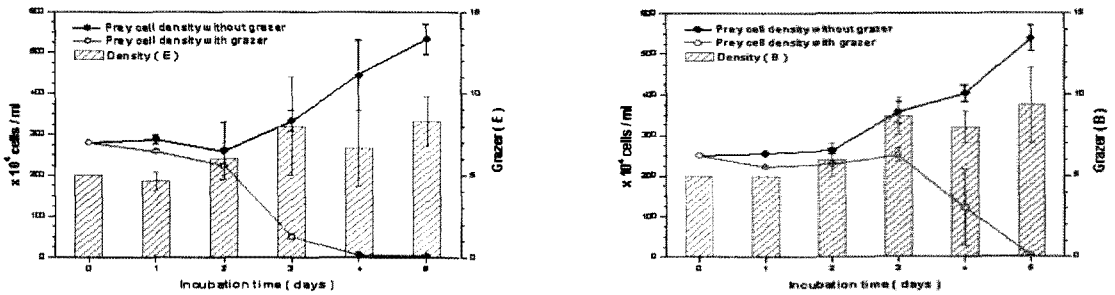 Prey cell density without grazer
Prey cell density with grazer
Density ( E )
x 10⁴ cells / ml
600
500
400
300
200
100
0
15
10
5
0
Grazer ( E )
0 1 2 3 4 5
Incubation time ( days )
Prey cell density without grazer
Prey cell density with grazer
Density ( B )
x 10⁴ cells / ml
600
500
400
300
200
100
0
15
10
5
0
Grazer ( B )
0 1 2 3 4 5
Incubation time ( days )